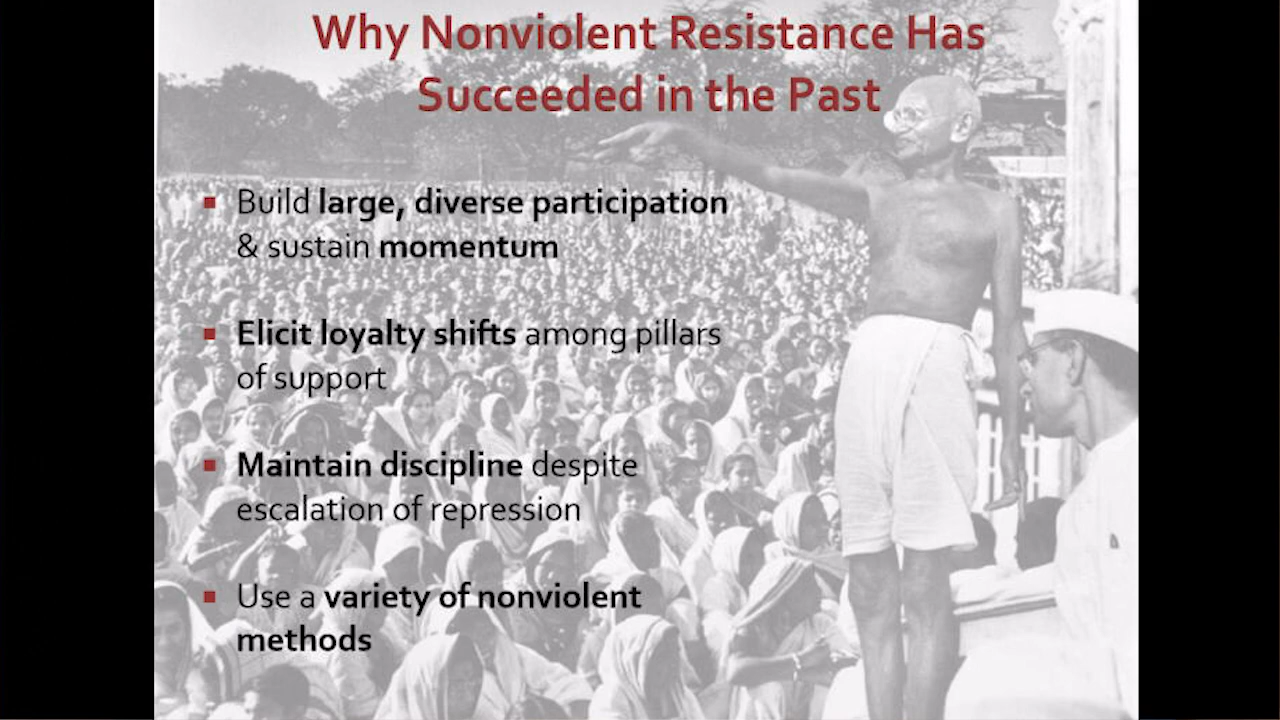 Why Nonviolent Resistance Has
Succeeded in the Past
▪ Build large, diverse participation
& sustain momentum
▪ Elicit loyalty shifts among pillars
of support
▪ Maintain discipline despite
escalation of repression
▪ Use a variety of nonviolent
methods